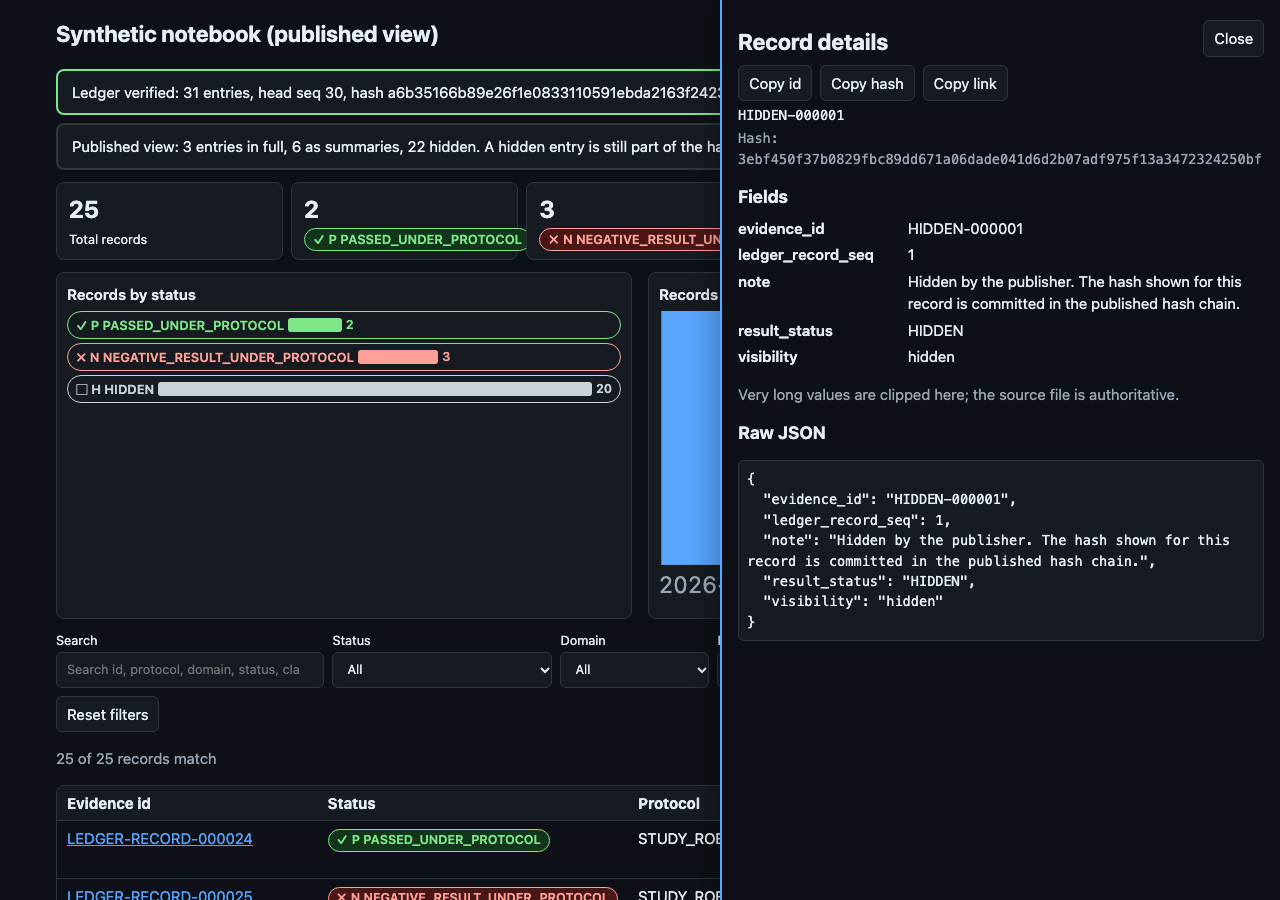 Synthetic notebook (published view)
Ledger verified: 31 entries, head seq 30, hash a6b35166b89e26f1e0833110591ebda2163f2423
Published view: 3 entries in full, 6 as summaries, 22 hidden. A hidden entry is still part of the
25
Total records
2
✓ P PASSED_UNDER_PROTOCOL
3
✕ N NEGATIVE_RESULT_UN
Records by status
✓ P PASSED_UNDER_PROTOCOL 2
✕ N NEGATIVE_RESULT_UNDER_PROTOCOL 3
☐ H HIDDEN 20
Records
2026-
Search
Status
Domain
Search id, protocol, domain, status, cla
All
All
Reset filters
25 of 25 records match
Evidence id
Status
Protocol
LEDGER-RECORD-000024
✓ P PASSED_UNDER_PROTOCOL
STUDY_ROB
LEDGER-RECORD-000025
✕ N NEGATIVE_RESULT_UNDER_PROTOCOL
Record details
Close
Copy id
Copy hash
Copy link
HIDDEN-000001
Hash:
3ebf450f37b0829fbc89dd671a06dade041d6d2b07adf975f13a3472324250bf
Fields
evidence_id HIDDEN-000001
ledger_record_seq 1
note Hidden by the publisher. The hash shown for this
record is committed in the published hash chain.
result_status HIDDEN
visibility hidden
Very long values are clipped here; the source file is authoritative.
Raw JSON
{
"evidence_id": "HIDDEN-000001",
"ledger_record_seq": 1,
"note": "Hidden by the publisher. The hash shown for this
record is committed in the published hash chain.",
"result_status": "HIDDEN",
"visibility": "hidden"
}